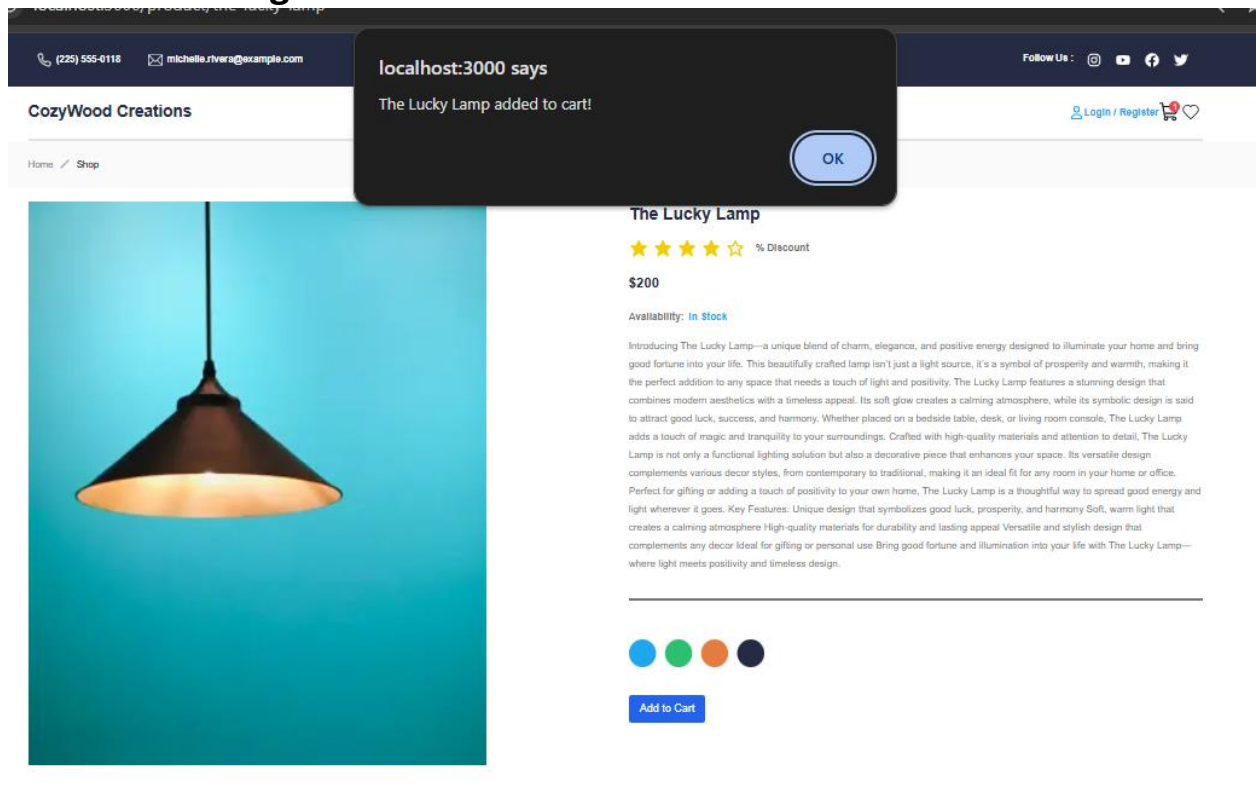 localhost:3000/product/the-lucky-lamp
(225) 555-0118 michelle.rivera@example.com
Follow Us :
localhost:3000 says
The Lucky Lamp added to cart!
OK
CozyWood Creations
Login / Register
Home / Shop
The Lucky Lamp
% Discount
$200
Availability: In Stock
Introducing The Lucky Lamp—a unique blend of charm, elegance, and positive energy designed to illuminate your home and bring
good fortune into your life. This beautifully crafted lamp isn't just a light source, it's a symbol of prosperity and warmth, making it
the perfect addition to any space that needs a touch of light and positivity. The Lucky Lamp features a stunning design that
combines modern aesthetics with a timeless appeal. Its soft glow creates a calming atmosphere, while its symbolic design is said
to attract good luck, success, and harmony. Whether placed on a bedside table, desk, or living room console, The Lucky Lamp
adds a touch of magic and tranquility to your surroundings. Crafted with high-quality materials and attention to detail, The Lucky
Lamp is not only a functional lighting solution but also a decorative piece that enhances your space. Its versatile design
complements various decor styles, from contemporary to traditional, making it an ideal fit for any room in your home or office.
Perfect for gifting or adding a touch of positivity to your own home, The Lucky Lamp is a thoughtful way to spread good energy and
light wherever it goes. Key Features: Unique design that symbolizes good luck, prosperity, and harmony Soft, warm light that
creates a calming atmosphere High-quality materials for durability and lasting appeal Versatile and stylish design that
complements any decor Ideal for gifting or personal use Bring good fortune and illumination into your life with The Lucky Lamp—
where light meets positivity and timeless design.
Add to Cart